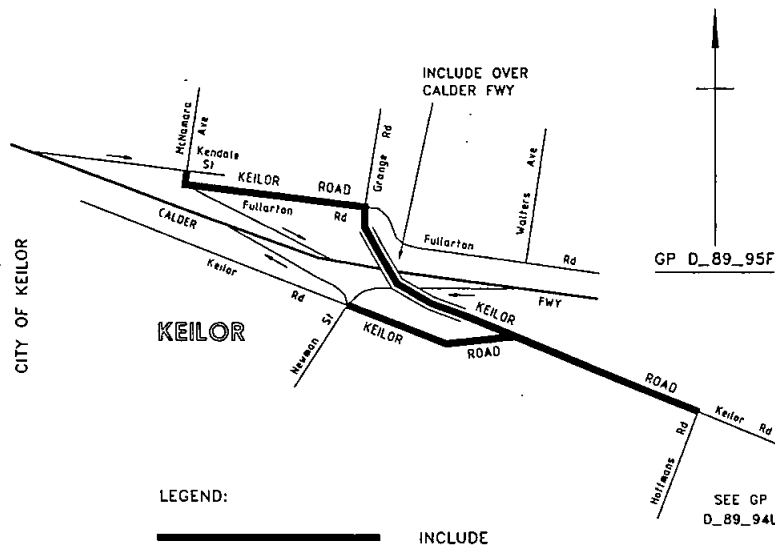 INCLUDE OVER
CALDER FWY
McNamara
Ave
Kendale
St
Grange
Rd
Walters
Ave
KEILOR
ROAD
Fullarton
Rd
Fullarton
Rd
GP D_89_95F
CALDER
FWY
Keilor
Rd
CITY OF KEILOR
KEILOR
Newman
St
KEILOR
ROAD
KEILOR
ROAD
Keilor
Rd
Hoffmans
Rd
LEGEND:
INCLUDE
SEE GP
D_89_94U